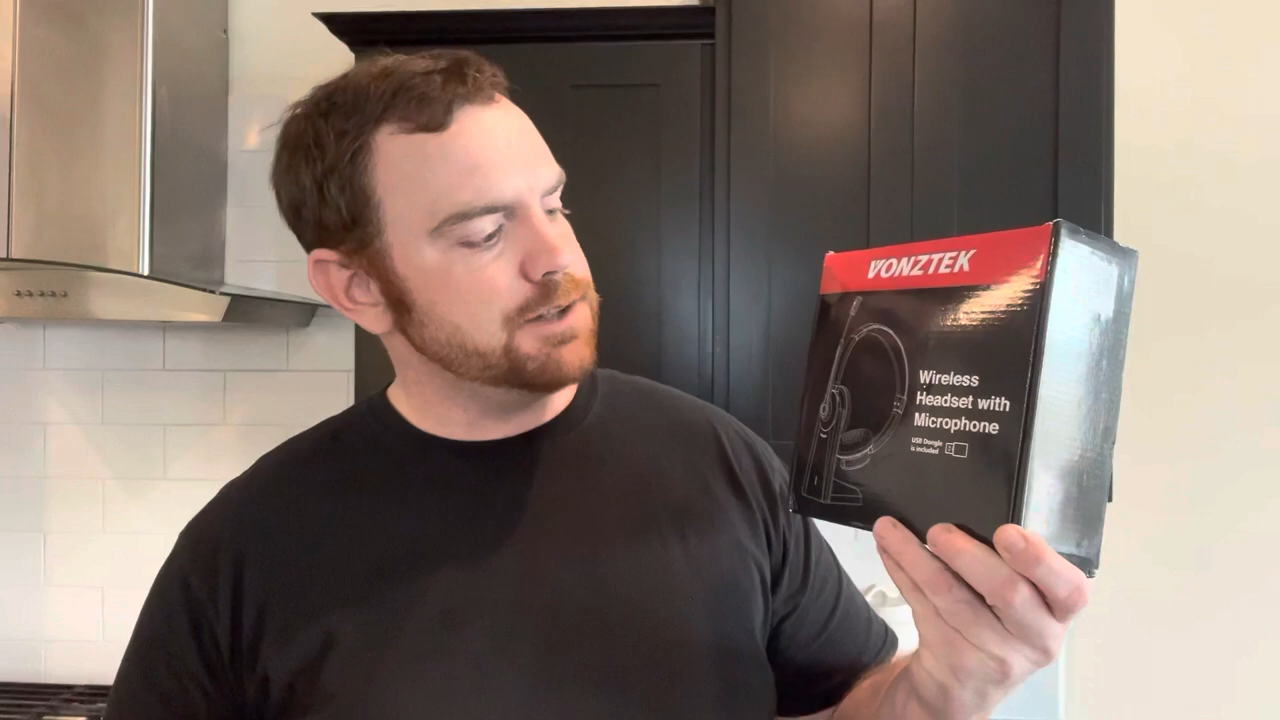 VONZTEK
Wireless
Headset with
Microphone
USB Dongle
is included